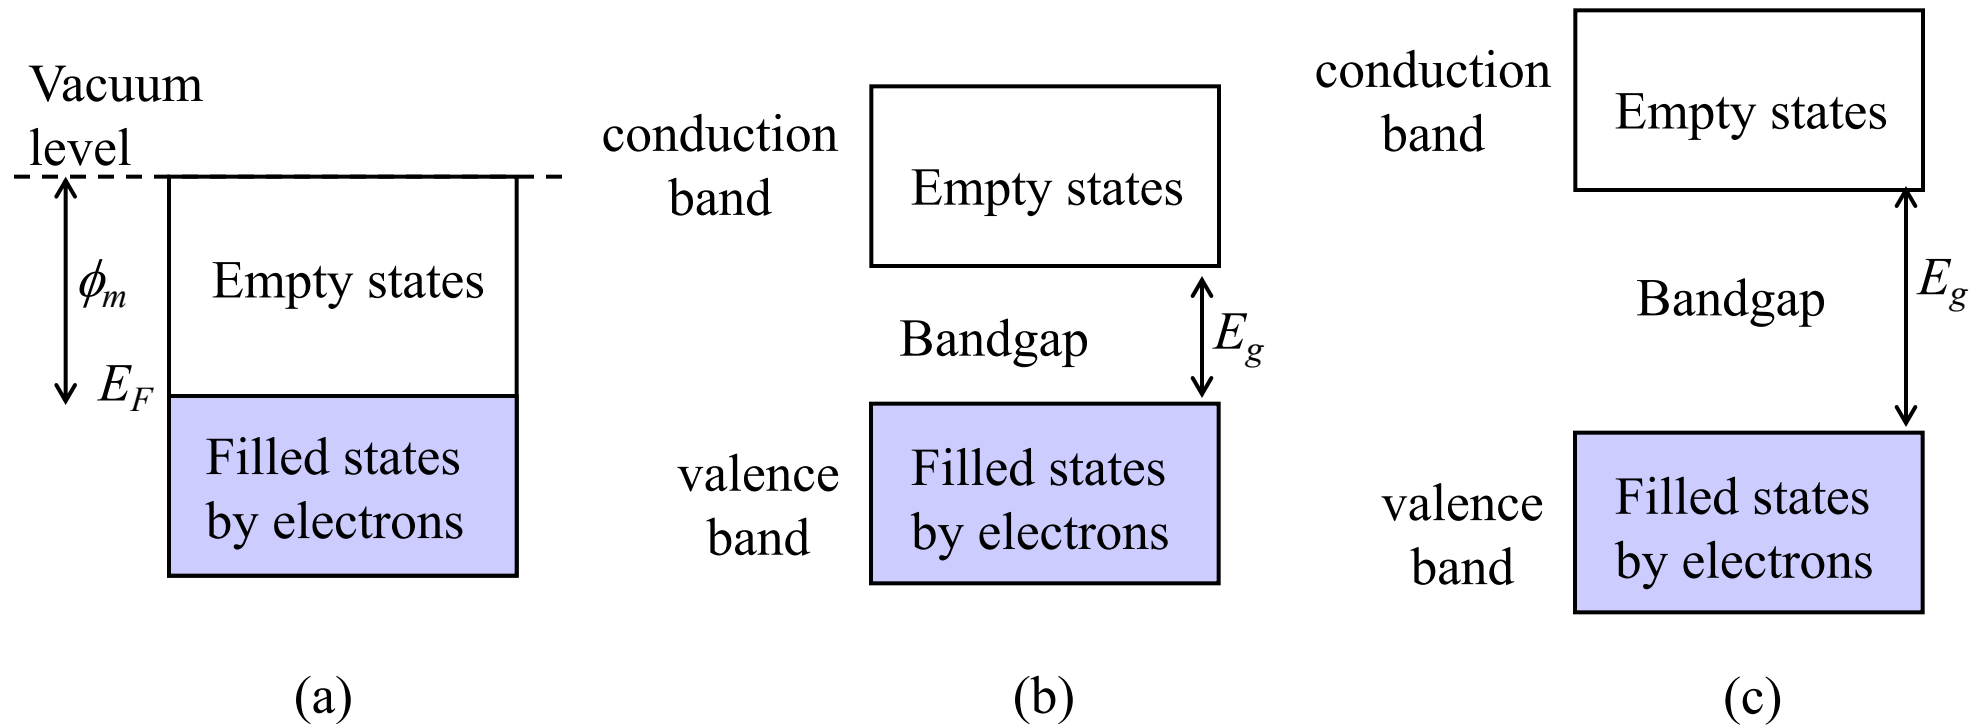 Vacuum
level
ϕm
EF
Empty states
Filled states
by electrons
(a)
conduction
band
Empty states
Bandgap
Eg
valence
band
Filled states
by electrons
(b)
conduction
band
Empty states
Bandgap
Eg
valence
band
Filled states
by electrons
(c)